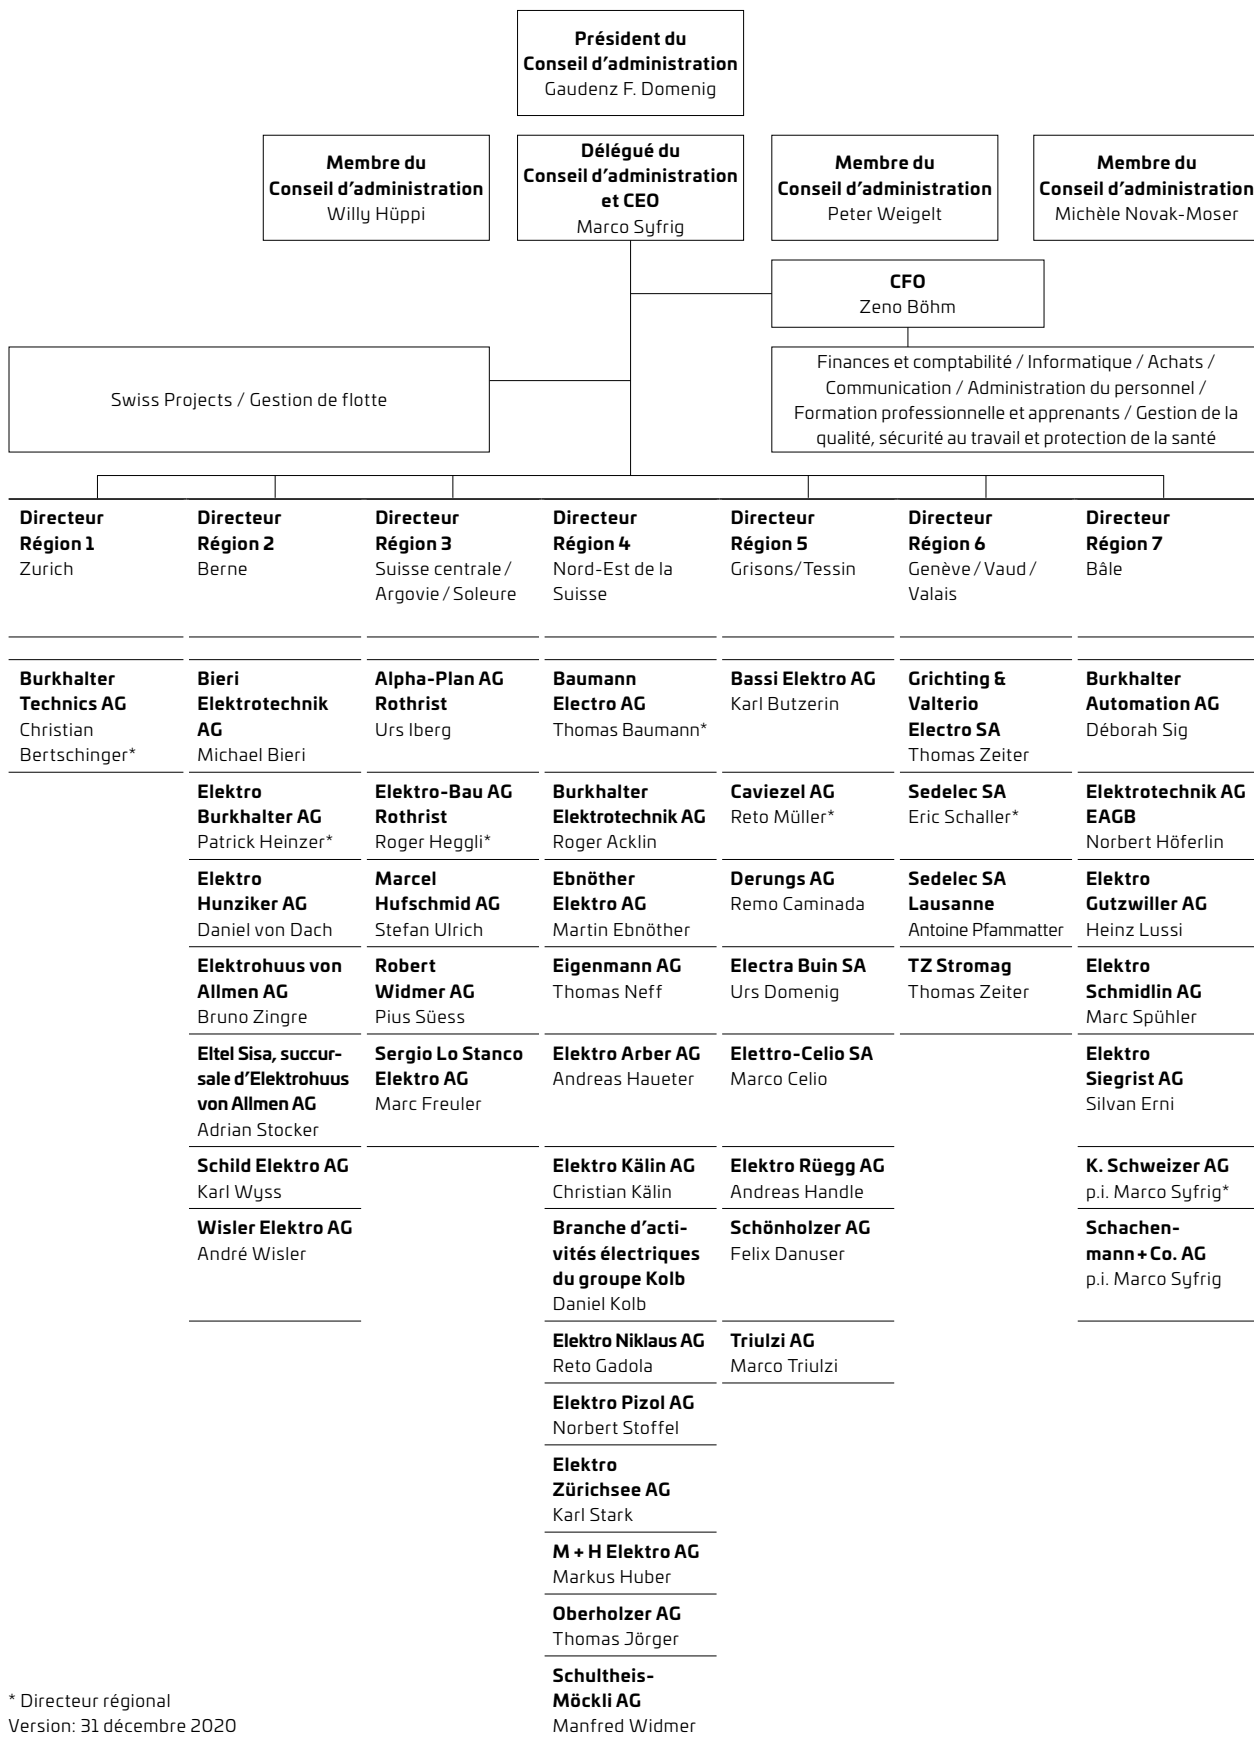 Président du
Conseil d'administration
Gaudenz F. Domenig
Membre du
Conseil d'administration
Willy Hüppi
Délégué du
Conseil d'administration
et CEO
Marco Syfrig
Membre du
Conseil d'administration
Peter Weigelt
Membre du
Conseil d'administration
Michèle Novak-Moser
CFO
Zeno Böhm
Swiss Projects / Gestion de flotte
Finances et comptabilité / Informatique / Achats /
Communication / Administration du personnel /
Formation professionnelle et apprenants / Gestion de la
qualité, sécurité au travail et protection de la santé
Directeur
Région 1
Zurich
Burkhalter
Technics AG
Christian
Bertschinger*
Directeur
Région 2
Berne
Bieri
Elektrotechnik
AG
Michael Bieri
Elektro
Burkhalter AG
Patrick Heinzer*
Elektro
Hunziker AG
Daniel von Dach
Elektrohuus von
Allmen AG
Bruno Zingre
Eltel Sisa, succur-
sale d'Elektrohuus
von Allmen AG
Adrian Stocker
Schild Elektro AG
Karl Wyss
Wisler Elektro AG
André Wisler
Directeur
Région 3
Suisse centrale /
Argovie / Soleure
Alpha-Plan AG
Rothrist
Urs Iberg
Elektro-Bau AG
Rothrist
Roger Heggli*
Marcel
Hufschmid AG
Stefan Ulrich
Robert
Widmer AG
Pius Süess
Sergio Lo Stanco
Elektro AG
Marc Freuler
Directeur
Région 4
Nord-Est de la
Suisse
Baumann
Electro AG
Thomas Baumann*
Burkhalter
Elektrotechnik AG
Roger Acklin
Ebnöther
Elektro AG
Martin Ebnöther
Eigenmann AG
Thomas Neff
Elektro Arber AG
Andreas Haueter
Elektro Kälin AG
Christian Kälin
Branche d'acti-
vités électriques
du groupe Kolb
Daniel Kolb
Elektro Niklaus AG
Reto Gadola
Elektro Pizol AG
Norbert Stoffel
Elektro
Zürichsee AG
Karl Stark
M + H Elektro AG
Markus Huber
Oberholzer AG
Thomas Jörger
Schultheis-
Möckli AG
Manfred Widmer
Directeur
Région 5
Grisons/Tessin
Bassi Elektro AG
Karl Butzerin
Caviezel AG
Reto Müller*
Derungs AG
Remo Caminada
Electra Buin SA
Urs Domenig
Elettro-Celio SA
Marco Celio
Elektro Rüegg AG
Andreas Handle
Schönholzer AG
Felix Danuser
Triulzi AG
Marco Triulzi
Directeur
Région 6
Genève / Vaud /
Valais
Grichting &
Valterio
Electro SA
Thomas Zeiter
Sedelec SA
Eric Schaller*
Sedelec SA
Lausanne
Antoine Pfammatter
TZ Stromag
Thomas Zeiter
Directeur
Région 7
Bâle
Burkhalter
Automation AG
Déborah Sig
Elektrotechnik AG
EAGB
Norbert Höferlin
Elektro
Gutzwiller AG
Heinz Lussi
Elektro
Schmidlin AG
Marc Spühler
Elektro
Siegrist AG
Silvan Erni
K. Schweizer AG
p.i. Marco Syfrig*
Schachen-
mann + Co. AG
p.i. Marco Syfrig
* Directeur régional
Version: 31 décembre 2020